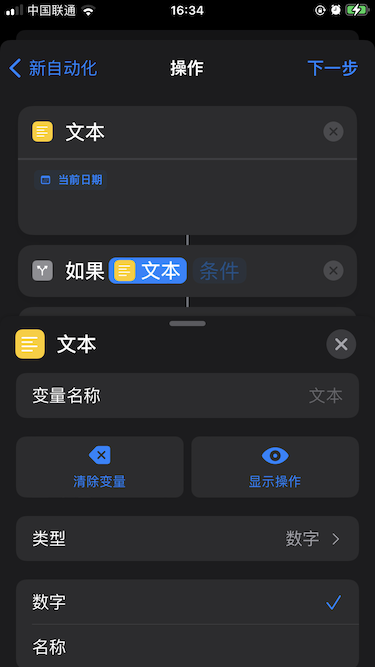 中国联通 16:34
新自动化 操作 下一步
文本
当前日期
如果 文本 条件
文本
变量名称 文本
清除变量 显示操作
类型 数字
数字
名称